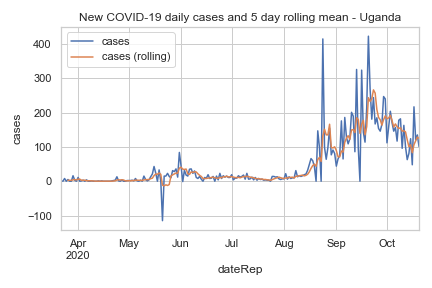 New COVID-19 daily cases and 5 day rolling mean - Uganda
cases
cases (rolling)
400
300
200
100
0
−100
cases
Apr
2020
May
Jun
Jul
Aug
Sep
Oct
dateRep